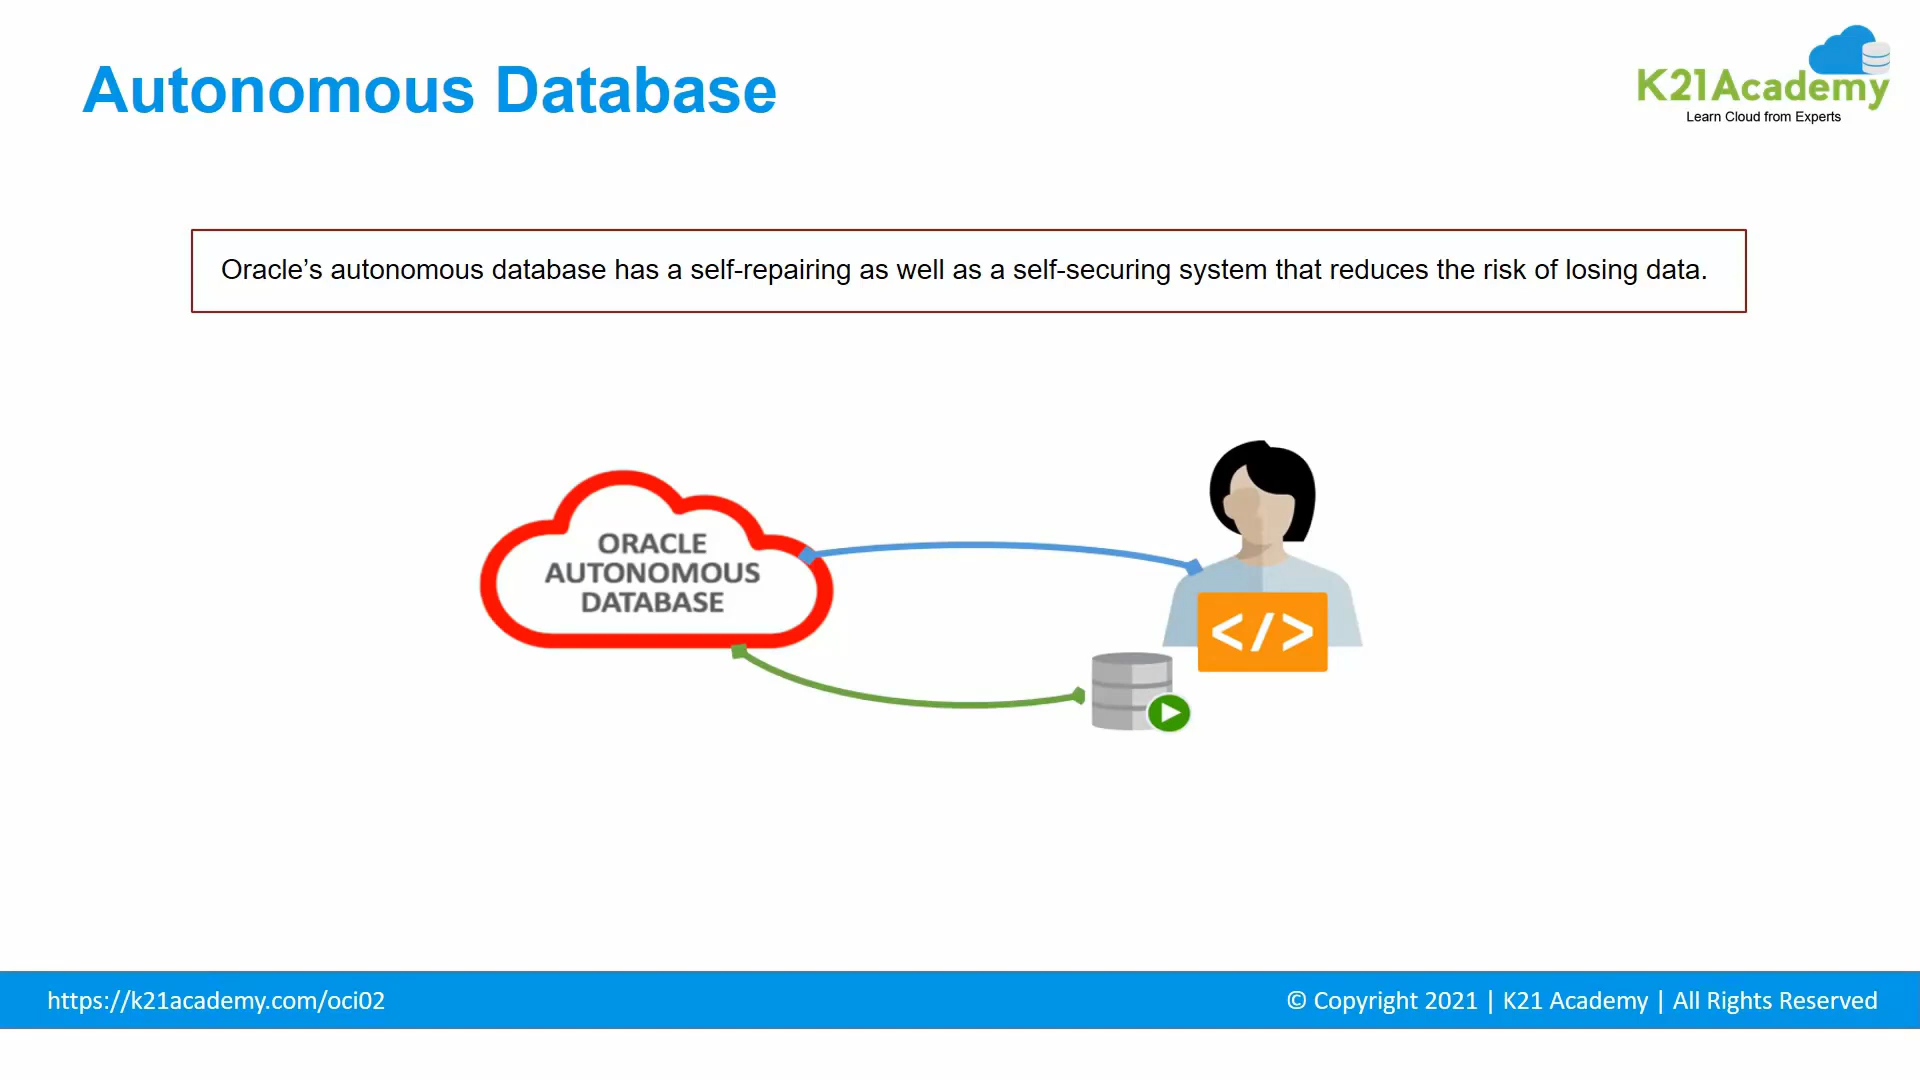 Autonomous Database
K21Academy
Learn Cloud from Experts
Oracle’s autonomous database has a self-repairing as well as a self-securing system that reduces the risk of losing data.
ORACLE
AUTONOMOUS
DATABASE
</>
https://k21academy.com/oci02
© Copyright 2021 | K21 Academy | All Rights Reserved